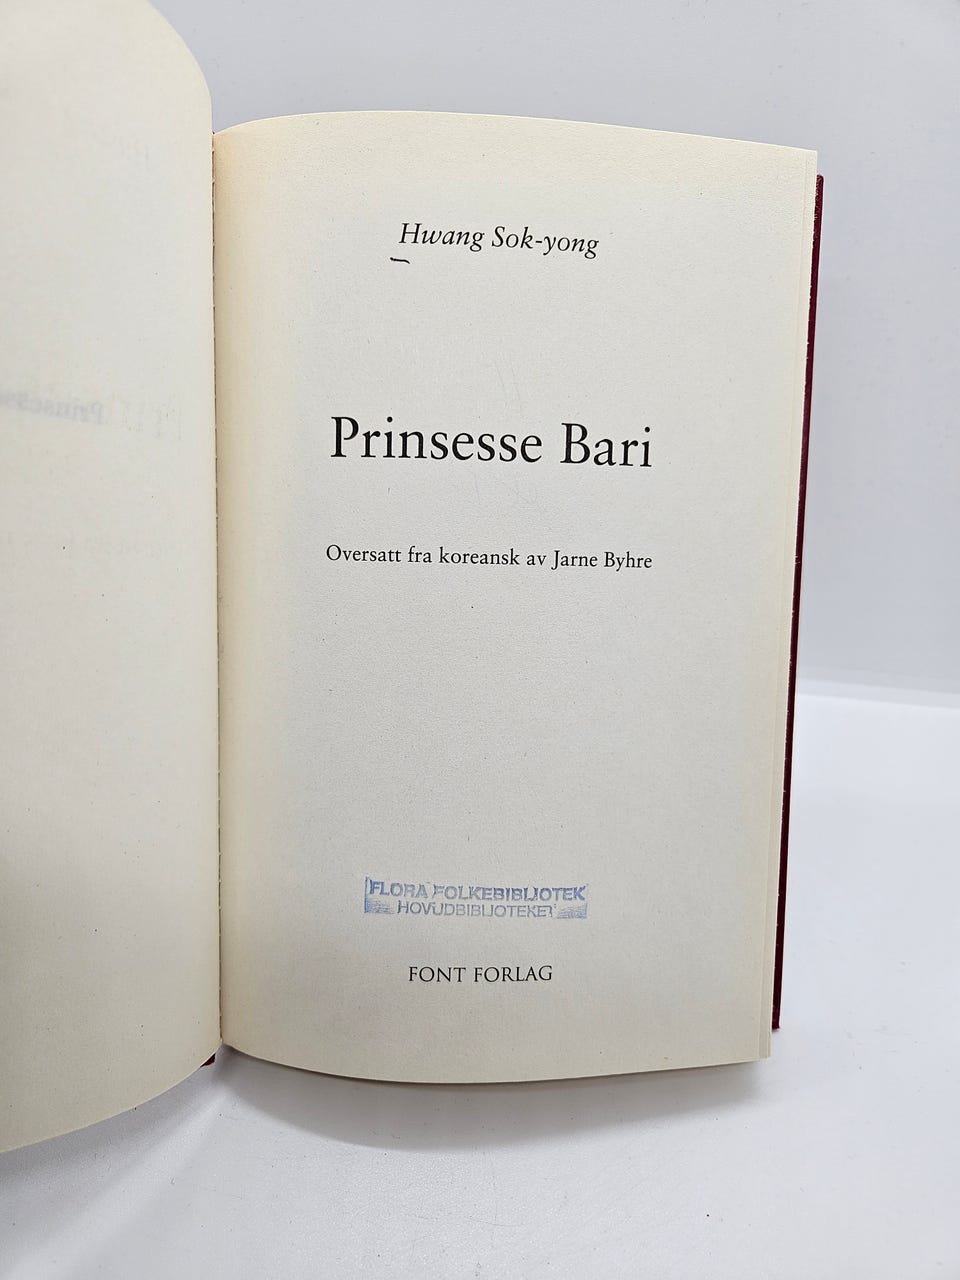 Hwang Sok-yong
Prinsesse Bari
Oversatt fra koreansk av Jarne Byhre
FLORA FOLKEBIBLIOTEK
HOVUDBIBLIOTEKET
FONT FORLAG